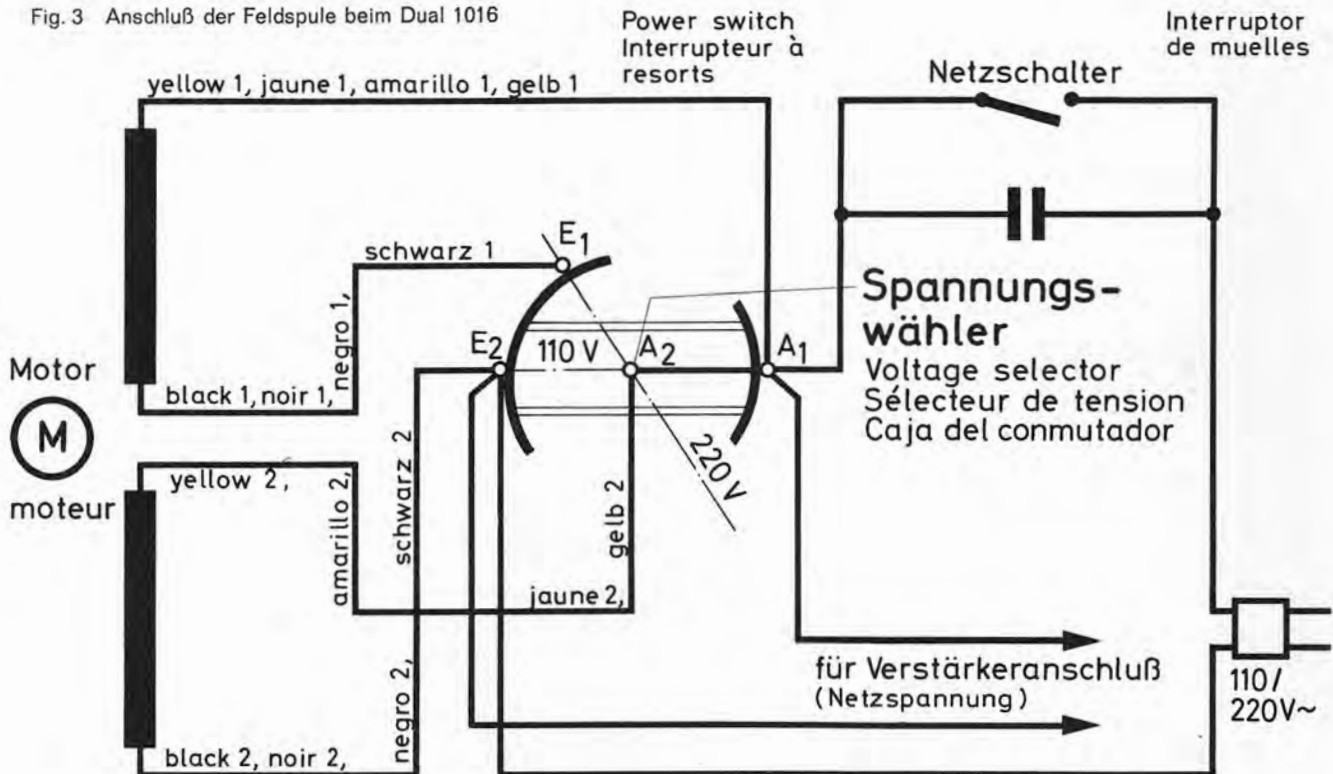 Fig. 3 Anschluß der Feldspule beim Dual 1016
Power switch
Interrupteur à
resorts
Interruptor
de muelles
Netzschalter
yellow 1, jaune 1, amarillo 1, gelb 1
schwarz 1
E1
negro 1,
black 1, noir 1,
E2
110 V
A2
A1
220 V
Spannungs-
wähler
Voltage selector
Sélecteur de tension
Caja del conmutador
Motor
M
moteur
yellow 2,
amarillo 2,
schwarz 2
gelb 2
jaune 2,
negro 2,
black 2, noir 2,
für Verstärkeranschluß
(Netzspannung)
110/
220V~